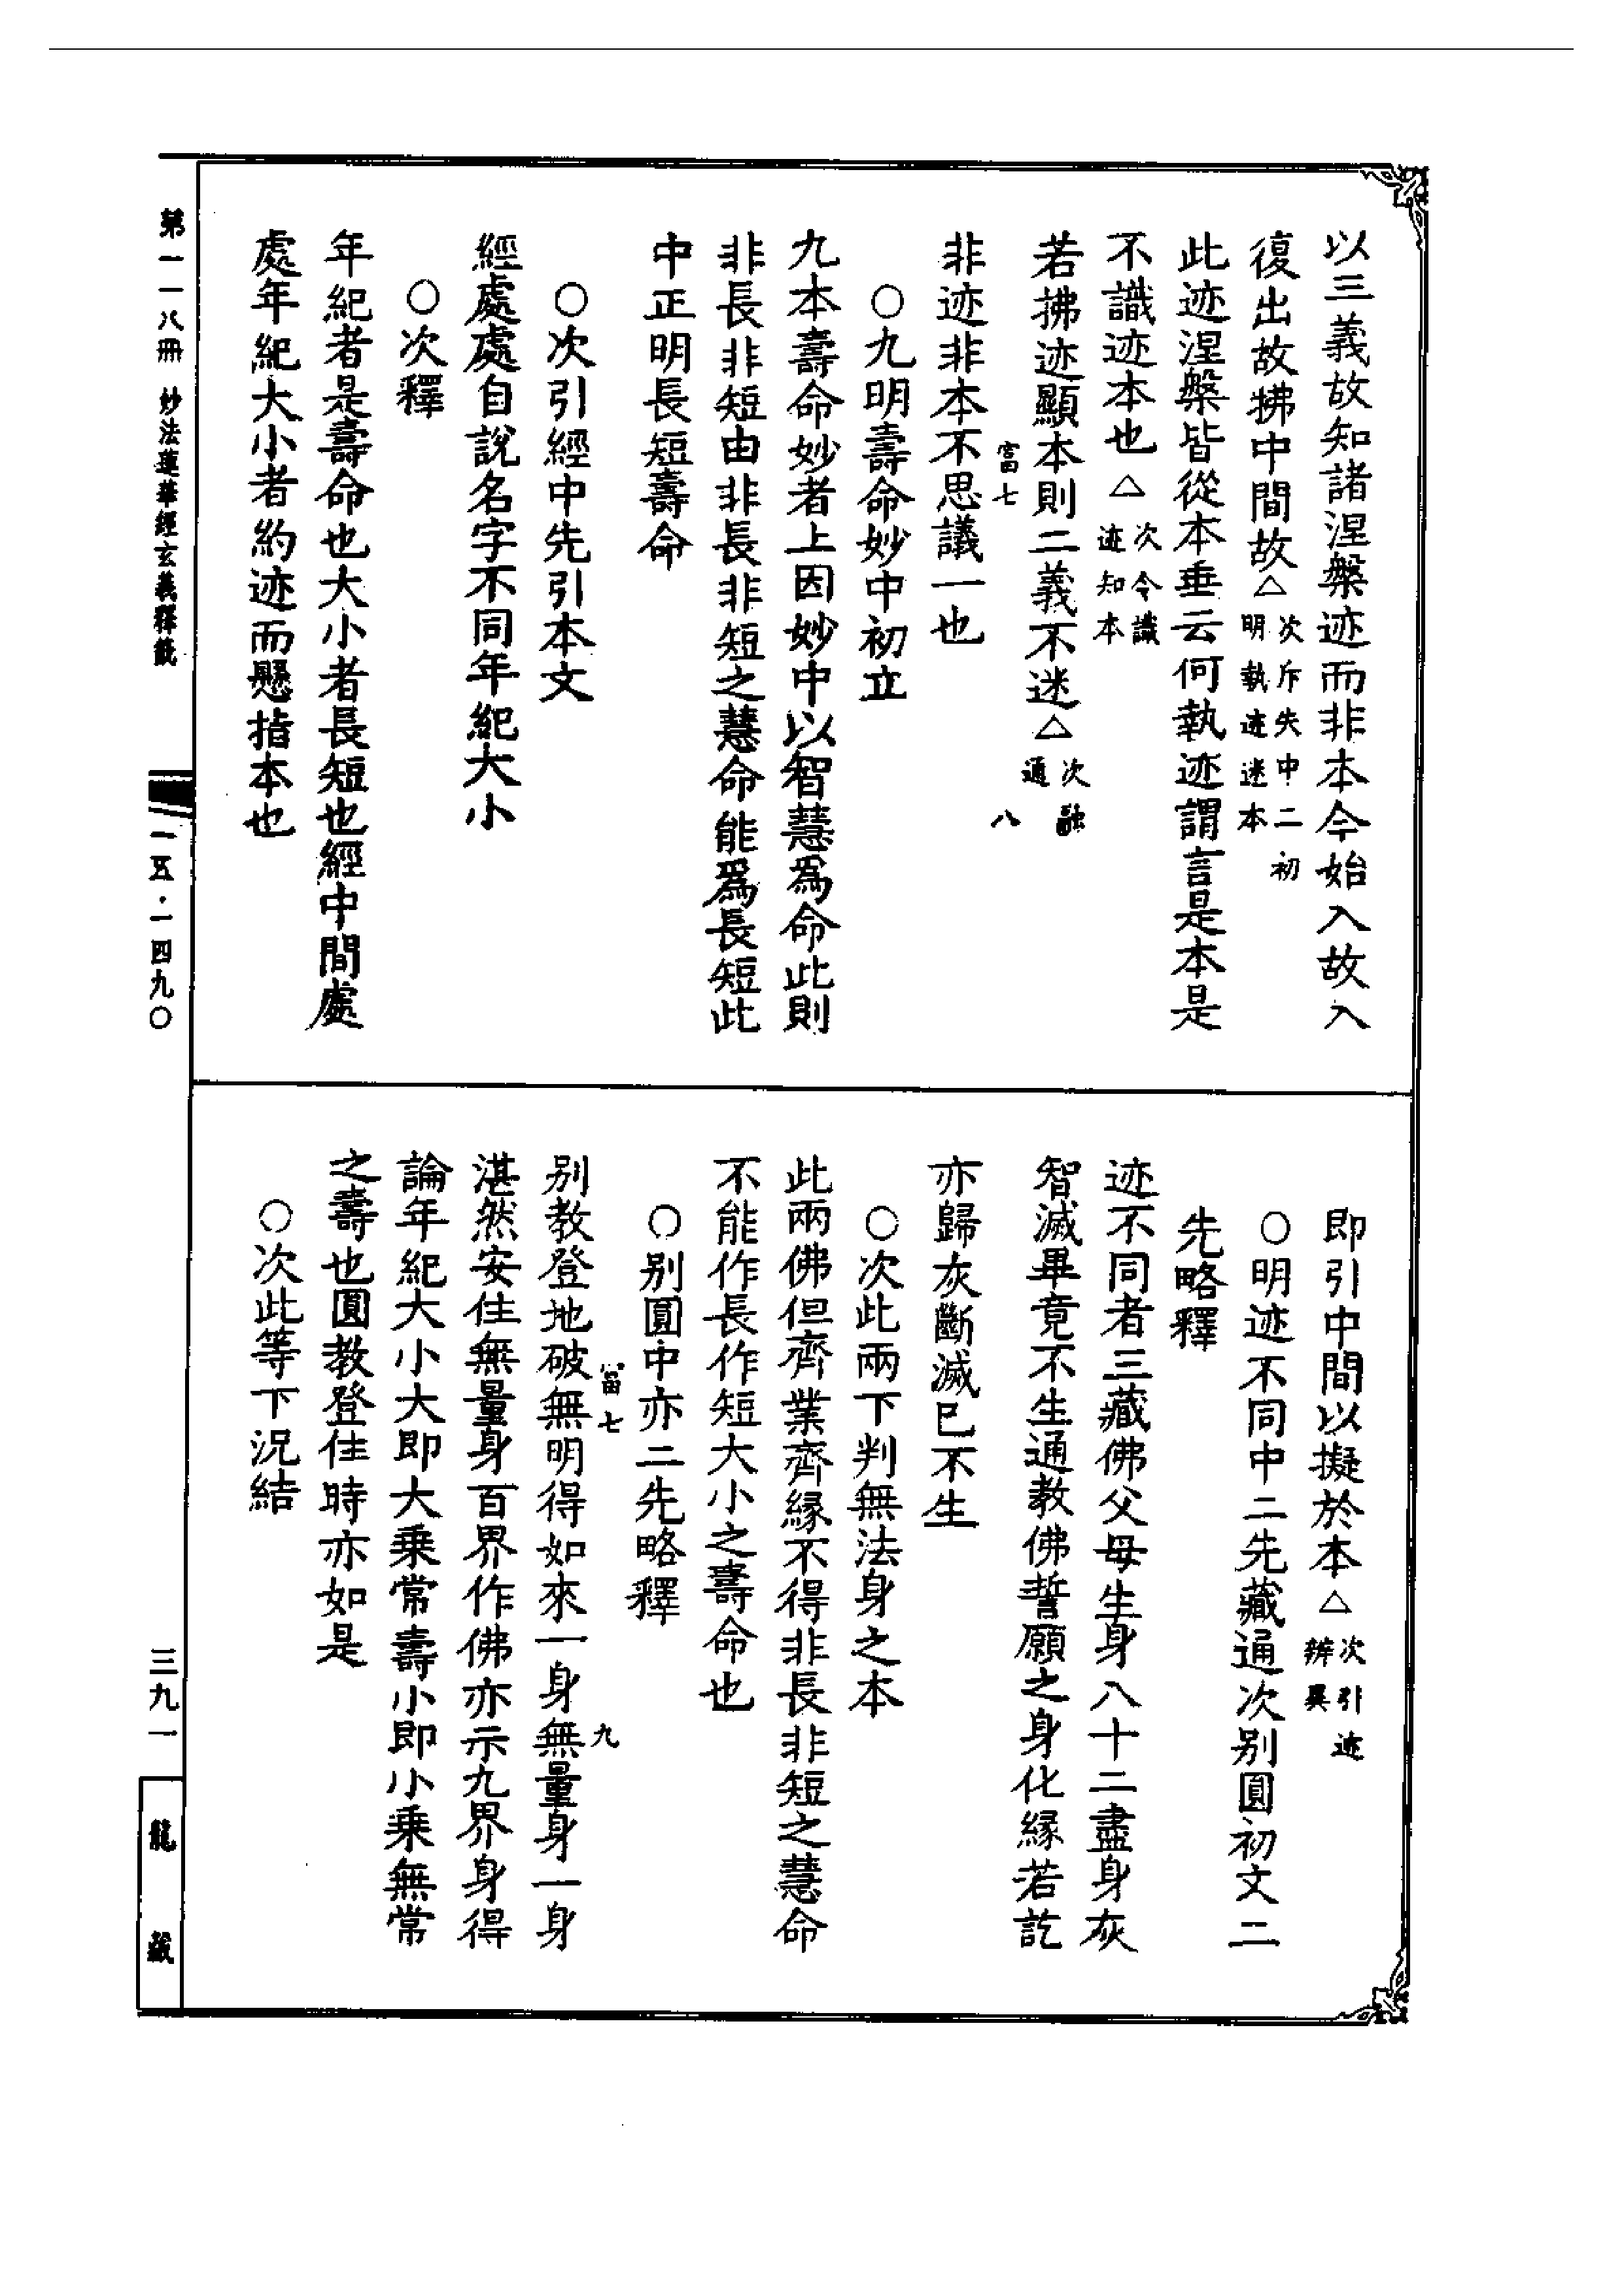 以三義故知諸涅槃迹而非本今始入故入
復出故拂中間故△次斥失中二初明執迹迷本
此迹涅槃皆從本垂云何執迹謂言是本是
不識迹本也△次令識迹知本
若拂迹顯本則二義不迷△次融通
富七 八
非迹非本不思議一也
○九明壽命妙中初立
九本壽命妙者上因妙中以智慧為命此則
非長非短由非長非短之慧命能為長短此
中正明長短壽命
○次引經中先引本文
經處處自說名字不同年紀大小
○次釋
年紀者是壽命也大小者長短也經中間處
處年紀大小者約迹而懸指本也
即引中間以擬於本△次引迹辨異
○明迹不同中二先藏通次別圓初文二
先略釋
迹不同者三藏佛父母生身八十二盡身灰
智滅畢竟不生通教佛誓願之身化緣若訖
亦歸灰斷滅已不生
○次此兩下判無法身之本
此兩佛但齊業齊緣不得非長非短之慧命
不能作長作短大小之壽命也
○別圓中亦二先略釋
富七 九
別教登地破無明得如來一身無量身一身
湛然安住無量身百界作佛亦示九界身得
論年紀大小大即大乘常壽小即小乘無常
之壽也圓教登住時亦如是
○次此等下況結
第一一八冊 妙法蓮華經玄義釋籤
一五·一四九○
三九一
龍藏